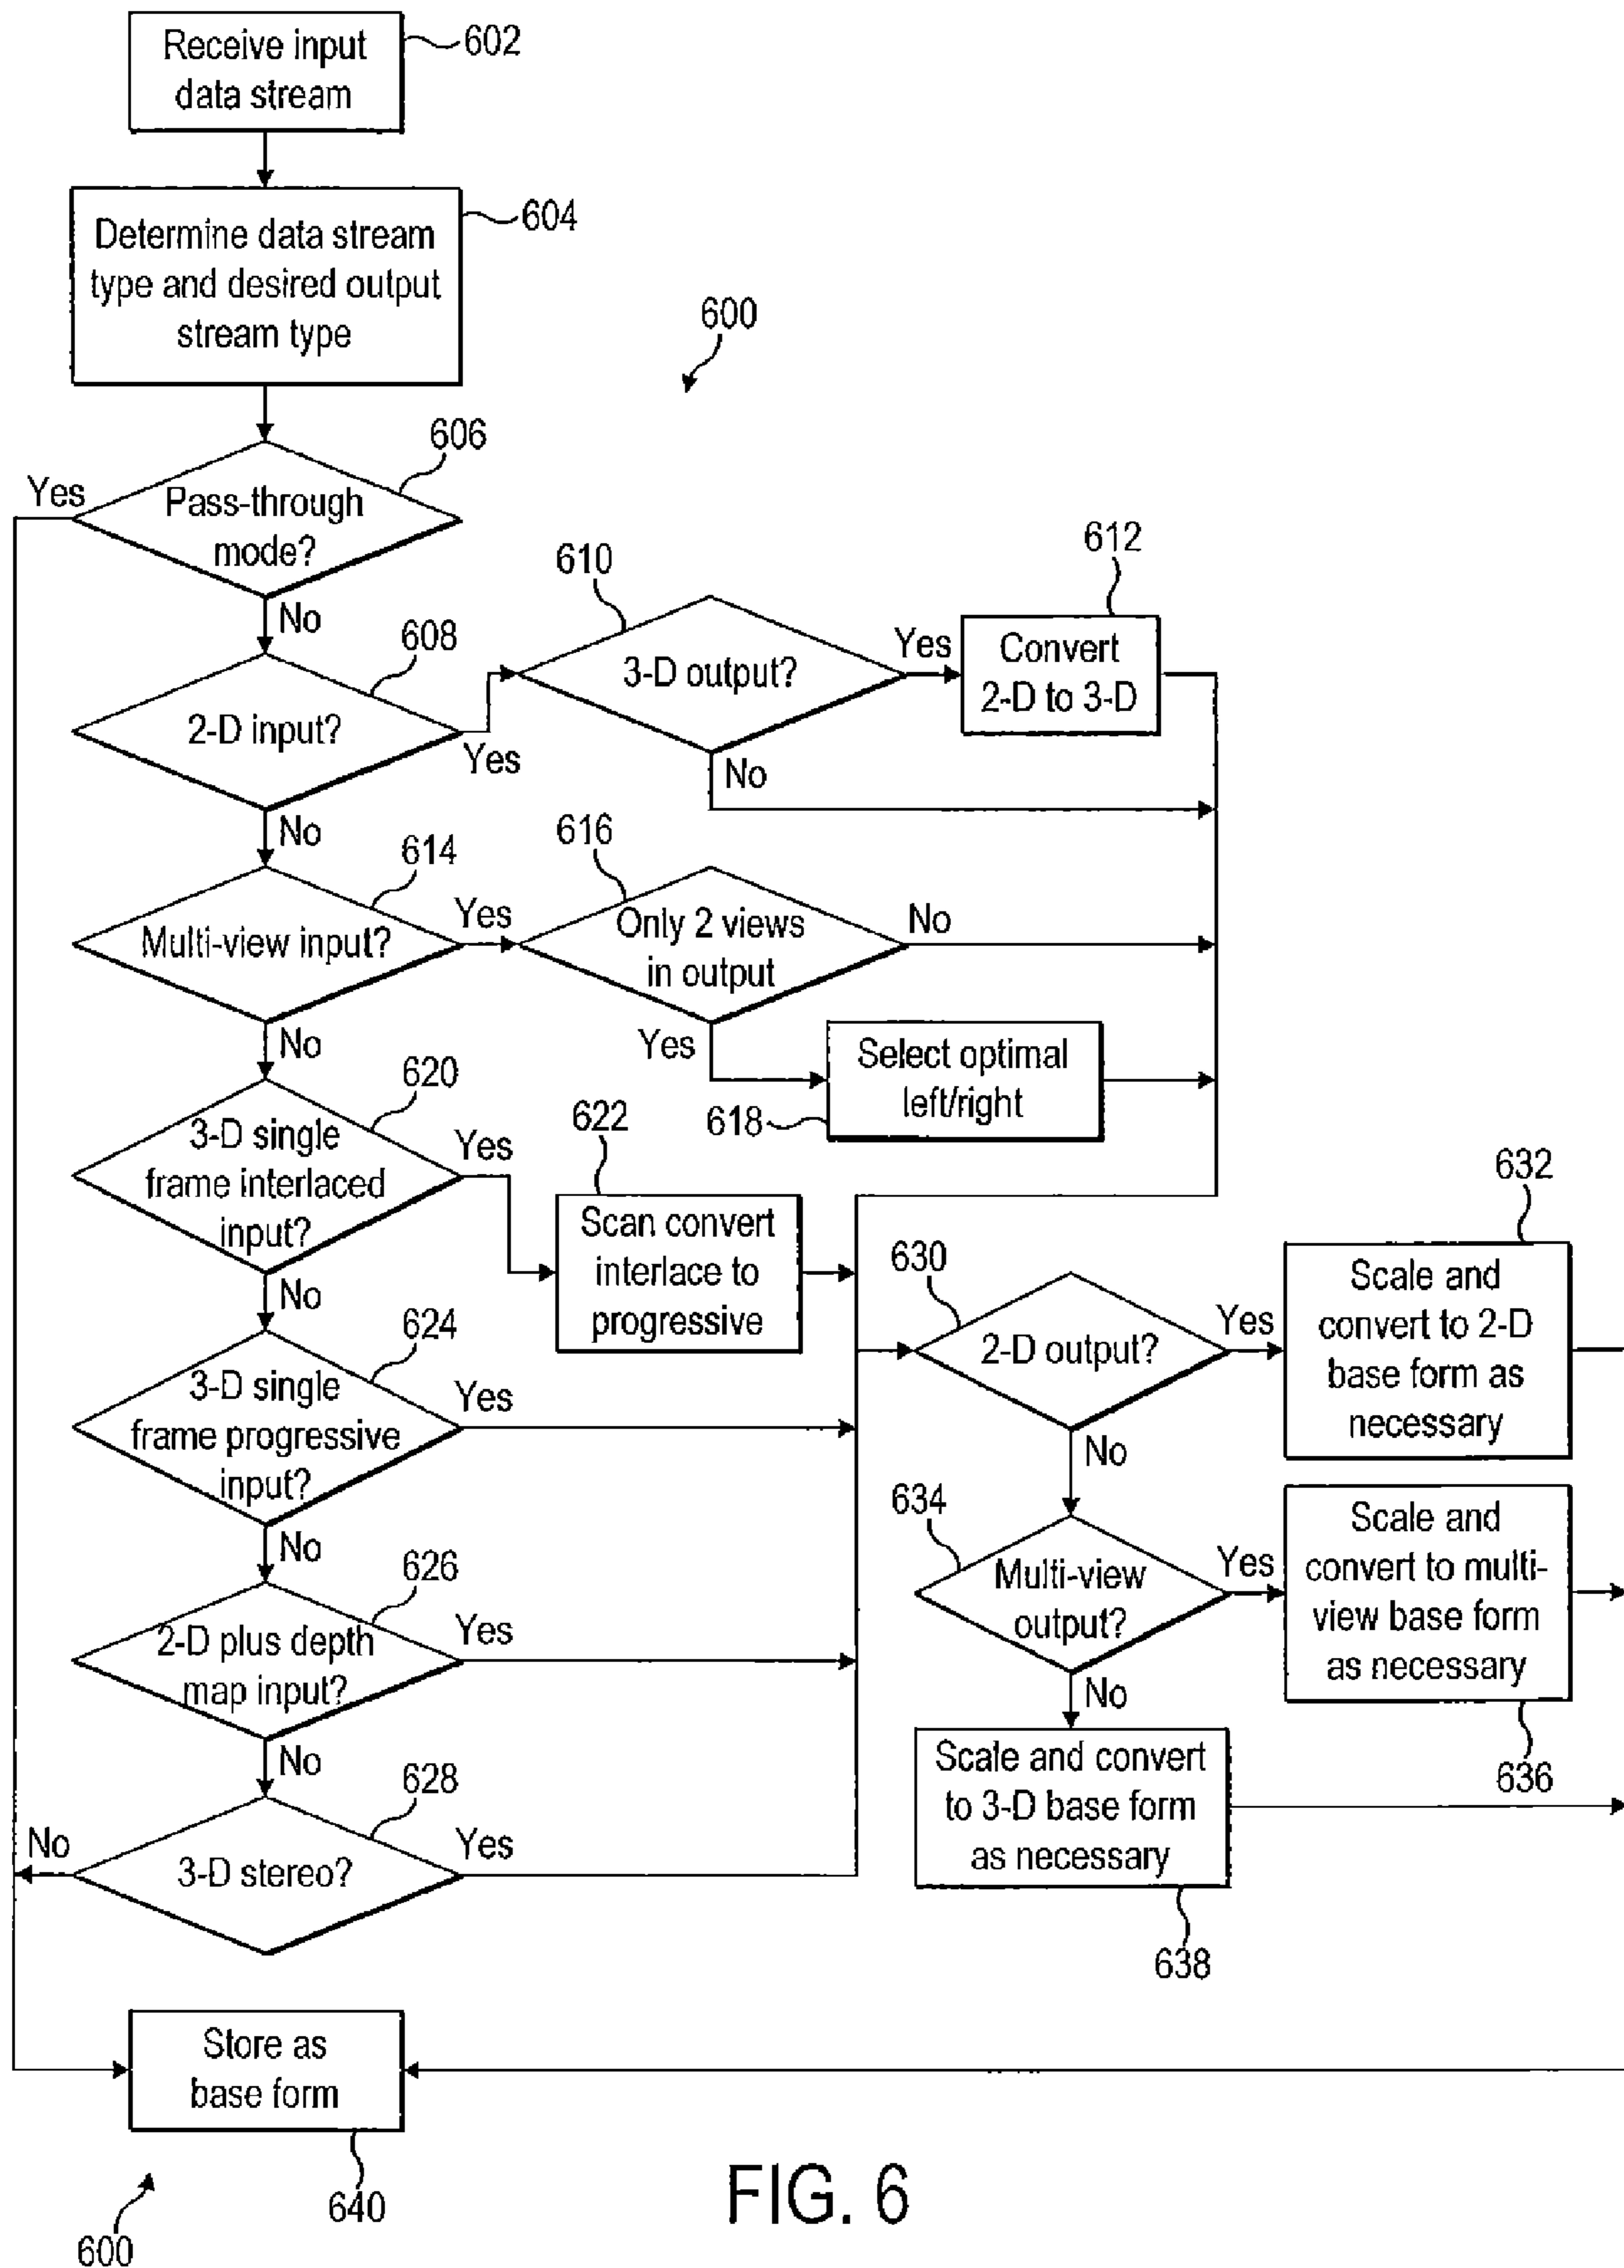 Receive input
data stream
602
Determine data stream
type and desired output
stream type
604
600
606
Yes
Pass-through
mode?
No
608
2-D input?
Yes
610
3-D output?
Yes
612
Convert
2-D to 3-D
No
No
614
Multi-view input?
Yes
616
Only 2 views
in output
No
Yes
Select optimal
left/right
618
No
620
3-D single
frame interlaced
input?
Yes
622
Scan convert
interlace to
progressive
No
624
3-D single
frame progressive
input?
Yes
No
626
2-D plus depth
map input?
Yes
No
628
3-D stereo?
Yes
No
630
2-D output?
Yes
632
Scale and
convert to 2-D
base form as
necessary
No
634
Multi-view
output?
Yes
Scale and
convert to multi-
view base form
as necessary
636
No
Scale and convert
to 3-D base form
as necessary
638
Store as
base form
640
600
FIG. 6